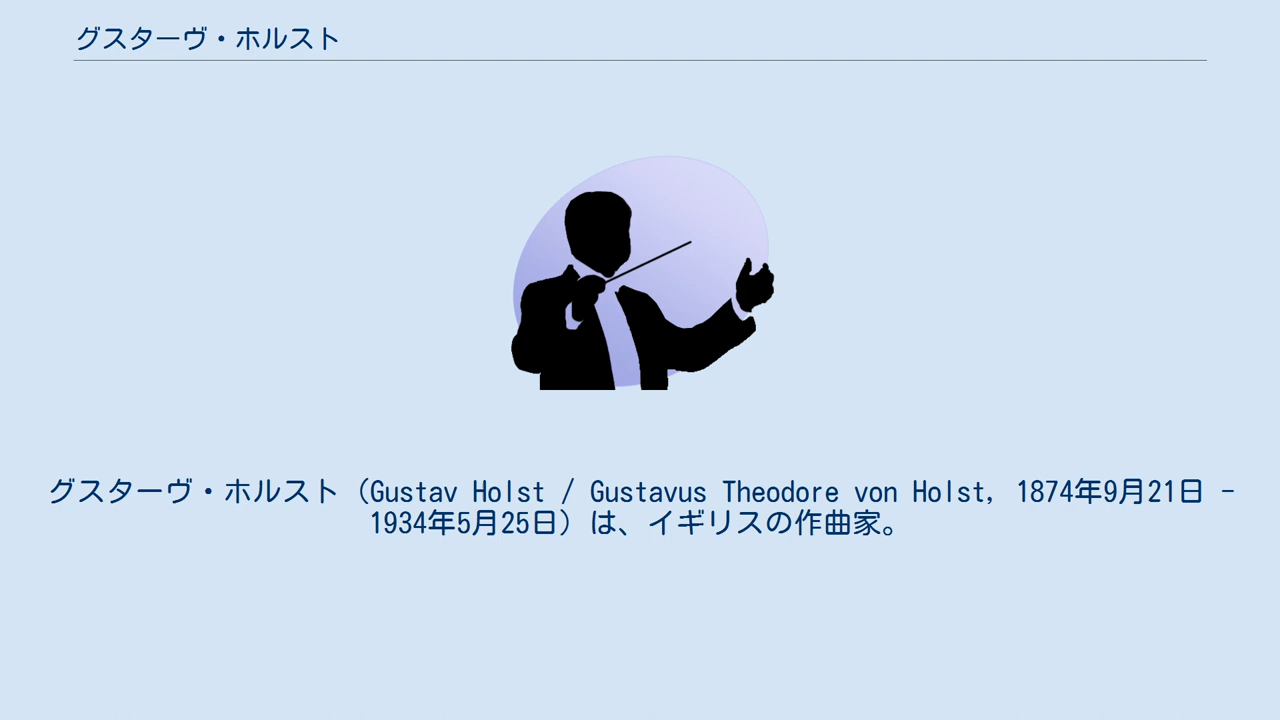 グスターヴ・ホルスト
グスターヴ・ホルスト（Gustav Holst / Gustavus Theodore von Holst, 1874年9月21日 -
1934年5月25日）は、イギリスの作曲家。